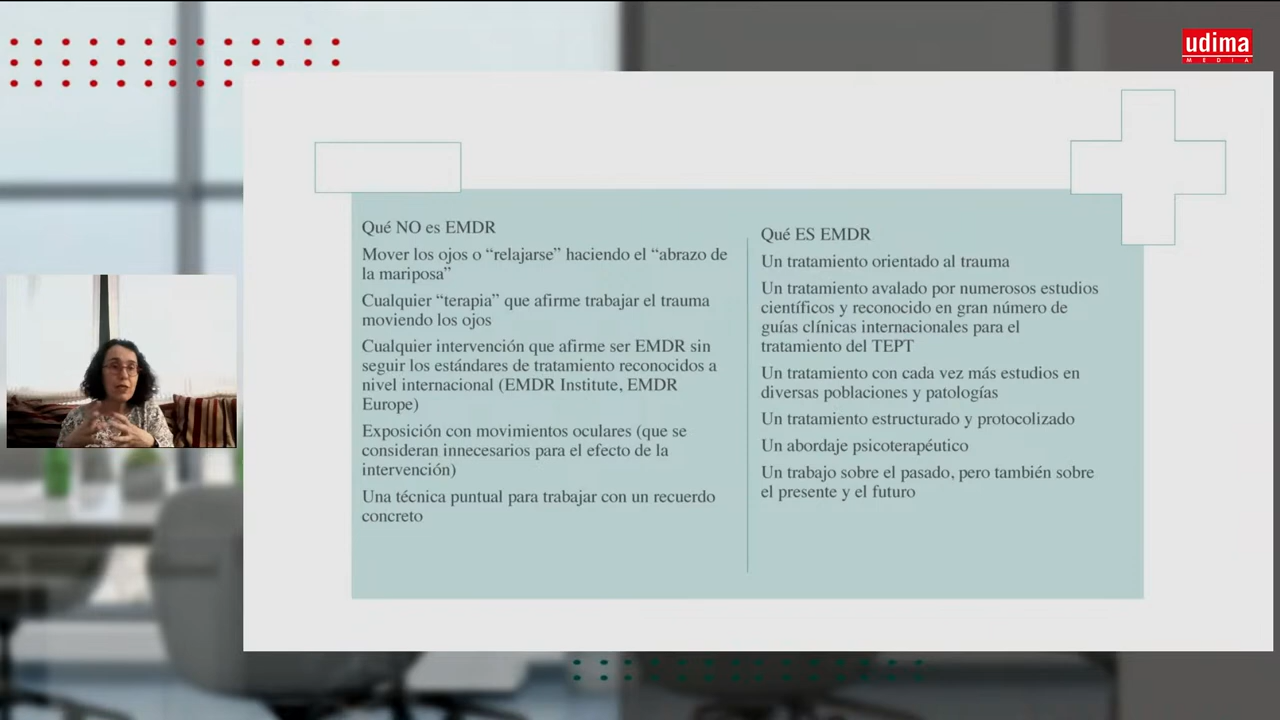 udima
MEDIA
Qué NO es EMDR
Mover los ojos o “relajarse” haciendo el “abrazo de
la mariposa”
Cualquier “terapia” que afirme trabajar el trauma
moviendo los ojos
Cualquier intervención que afirme ser EMDR sin
seguir los estándares de tratamiento reconocidos a
nivel internacional (EMDR Institute, EMDR
Europe)
Exposición con movimientos oculares (que se
consideran innecesarios para el efecto de la
intervención)
Una técnica puntual para trabajar con un recuerdo
concreto
Qué ES EMDR
Un tratamiento orientado al trauma
Un tratamiento avalado por numerosos estudios
científicos y reconocido en gran número de
guías clínicas internacionales para el
tratamiento del TEPT
Un tratamiento con cada vez más estudios en
diversas poblaciones y patologías
Un tratamiento estructurado y protocolizado
Un abordaje psicoterapéutico
Un trabajo sobre el pasado, pero también sobre
el presente y el futuro